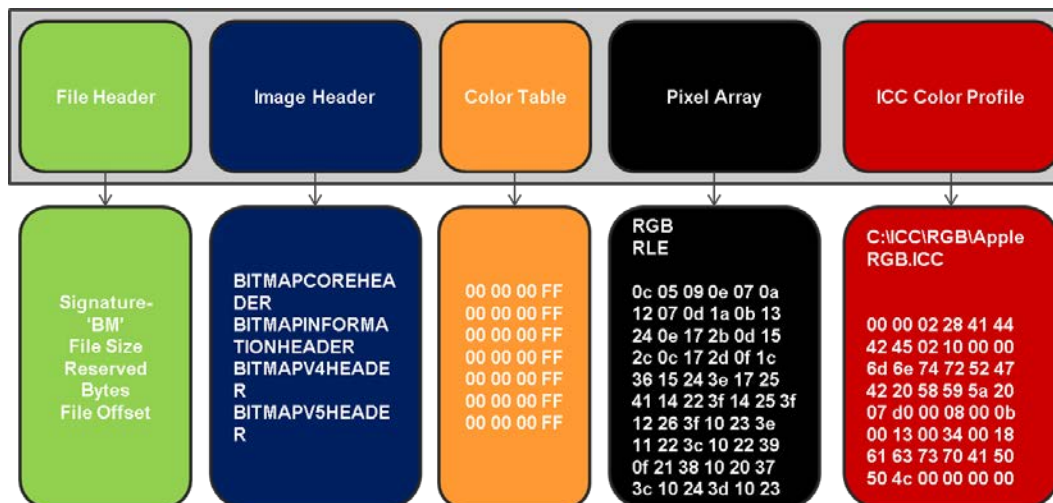 File Header
Image Header
Color Table
Pixel Array
ICC Color Profile
Signature-
'BM'
File Size
Reserved
Bytes
File Offset
BITMAPCOREHEA
DER
BITMAPINFORMA
TIONHEADER
BITMAPV4HEADE
R
BITMAPV5HEADE
R
00 00 00 FF
00 00 00 FF
00 00 00 FF
00 00 00 FF
00 00 00 FF
00 00 00 FF
00 00 00 FF
RGB
RLE
0c 05 09 0e 07 0a
12 07 0d 1a 0b 13
24 0e 17 2b 0d 15
2c 0c 17 2d 0f 1c
36 15 24 3e 17 25
41 14 22 3f 14 25 3f
12 26 3f 10 23 3e
11 22 3c 10 22 39
0f 21 38 10 20 37
3c 10 24 3d 10 23
C:\ICC\RGB\Apple
RGB.ICC
00 00 02 28 41 44
42 45 02 10 00 00
6d 6e 74 72 52 47
42 20 58 59 5a 20
07 d0 00 08 00 0b
00 13 00 34 00 18
61 63 73 70 41 50
50 4c 00 00 00 00